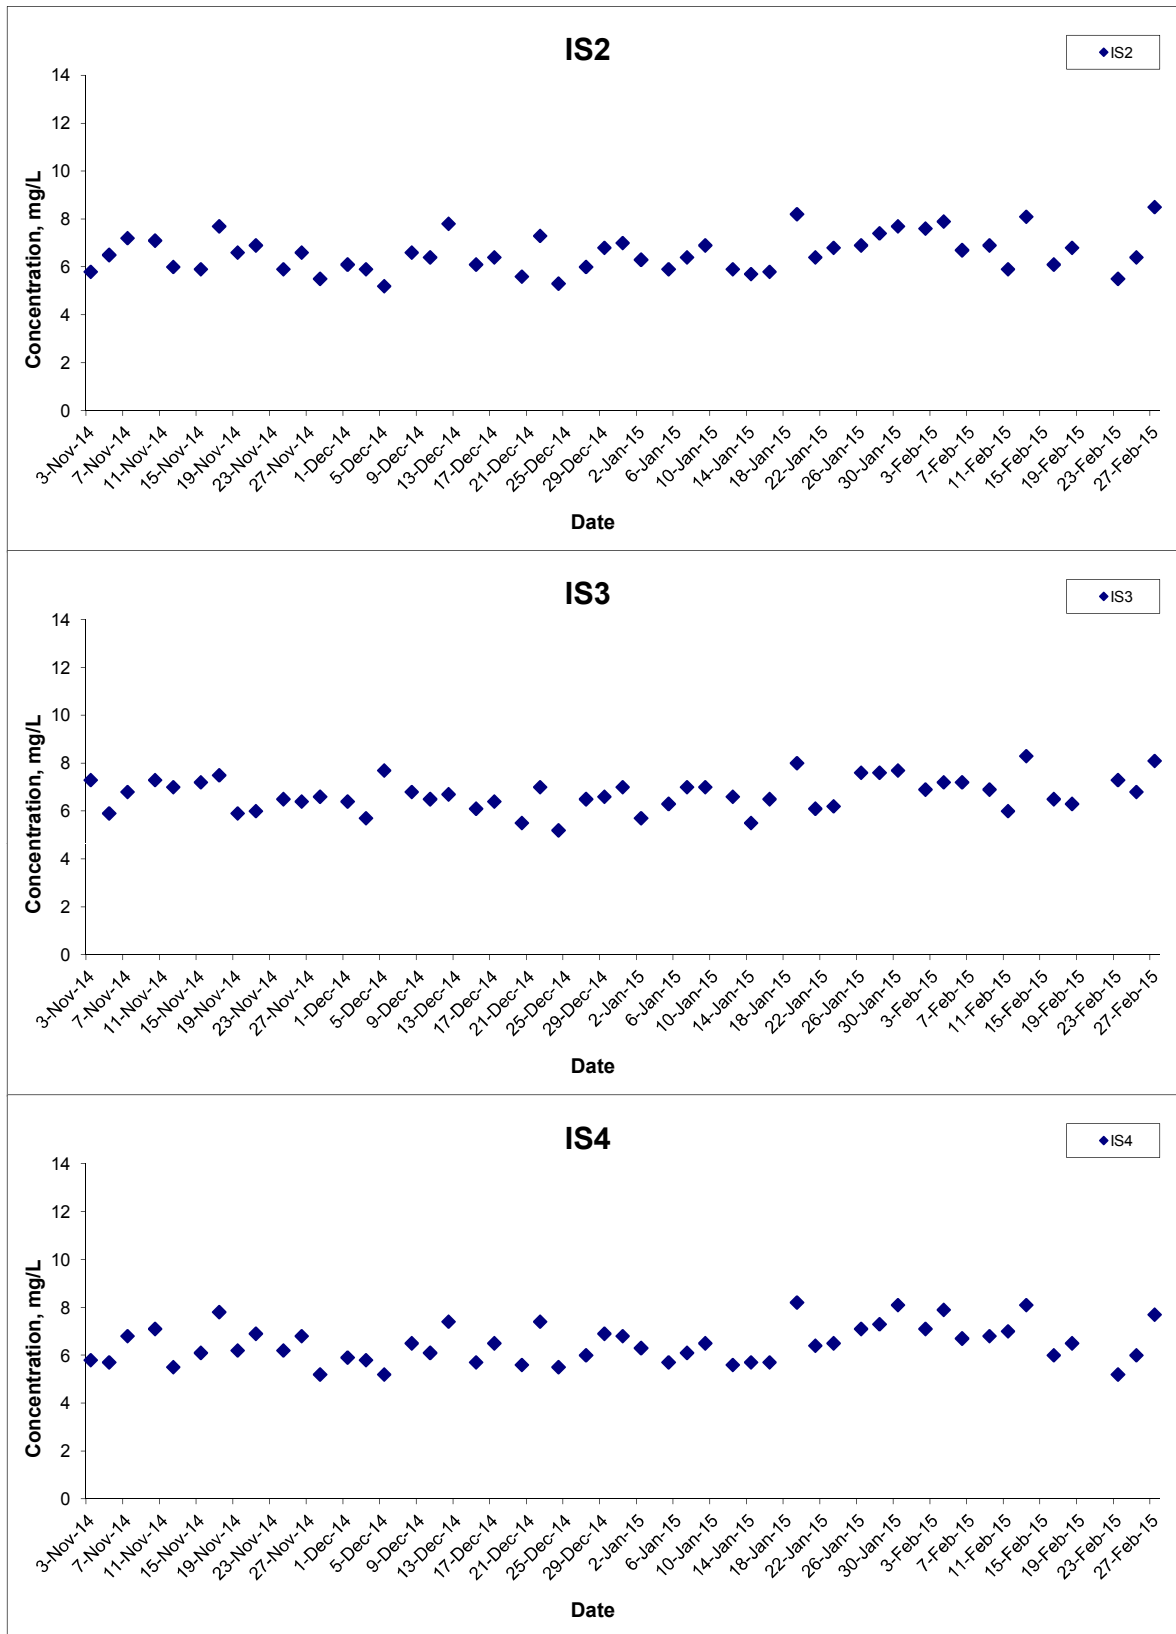 IS2
IS2
Concentration, mg/L
14
12
10
8
6
4
2
0
3-Nov-14
7-Nov-14
11-Nov-14
15-Nov-14
19-Nov-14
23-Nov-14
27-Nov-14
1-Dec-14
5-Dec-14
9-Dec-14
13-Dec-14
17-Dec-14
21-Dec-14
25-Dec-14
29-Dec-14
2-Jan-15
6-Jan-15
10-Jan-15
14-Jan-15
18-Jan-15
22-Jan-15
26-Jan-15
30-Jan-15
3-Feb-15
7-Feb-15
11-Feb-15
15-Feb-15
19-Feb-15
23-Feb-15
27-Feb-15
Date
IS3
IS3
Concentration, mg/L
14
12
10
8
6
4
2
0
3-Nov-14
7-Nov-14
11-Nov-14
15-Nov-14
19-Nov-14
23-Nov-14
27-Nov-14
1-Dec-14
5-Dec-14
9-Dec-14
13-Dec-14
17-Dec-14
21-Dec-14
25-Dec-14
29-Dec-14
2-Jan-15
6-Jan-15
10-Jan-15
14-Jan-15
18-Jan-15
22-Jan-15
26-Jan-15
30-Jan-15
3-Feb-15
7-Feb-15
11-Feb-15
15-Feb-15
19-Feb-15
23-Feb-15
27-Feb-15
Date
IS4
IS4
Concentration, mg/L
14
12
10
8
6
4
2
0
3-Nov-14
7-Nov-14
11-Nov-14
15-Nov-14
19-Nov-14
23-Nov-14
27-Nov-14
1-Dec-14
5-Dec-14
9-Dec-14
13-Dec-14
17-Dec-14
21-Dec-14
25-Dec-14
29-Dec-14
2-Jan-15
6-Jan-15
10-Jan-15
14-Jan-15
18-Jan-15
22-Jan-15
26-Jan-15
30-Jan-15
3-Feb-15
7-Feb-15
11-Feb-15
15-Feb-15
19-Feb-15
23-Feb-15
27-Feb-15
Date